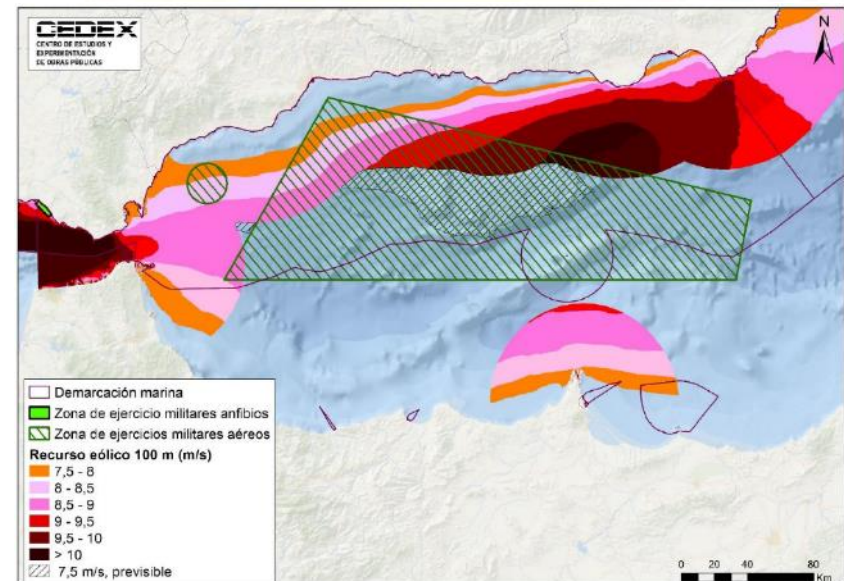 CEDEX
CENTRO DE ESTUDIOS Y
EXPERIMENTACIÓN
DE OBRAS PÚBLICAS
N
Demarcación marina
Zona de ejercicio militares anfibios
Zona de ejercicios militares aéreos
Recurso eólico 100 m (m/s)
7,5 - 8
8 - 8,5
8,5 - 9
9 - 9,5
9,5 - 10
> 10
7,5 m/s, previsible
0 20 40 80
Km